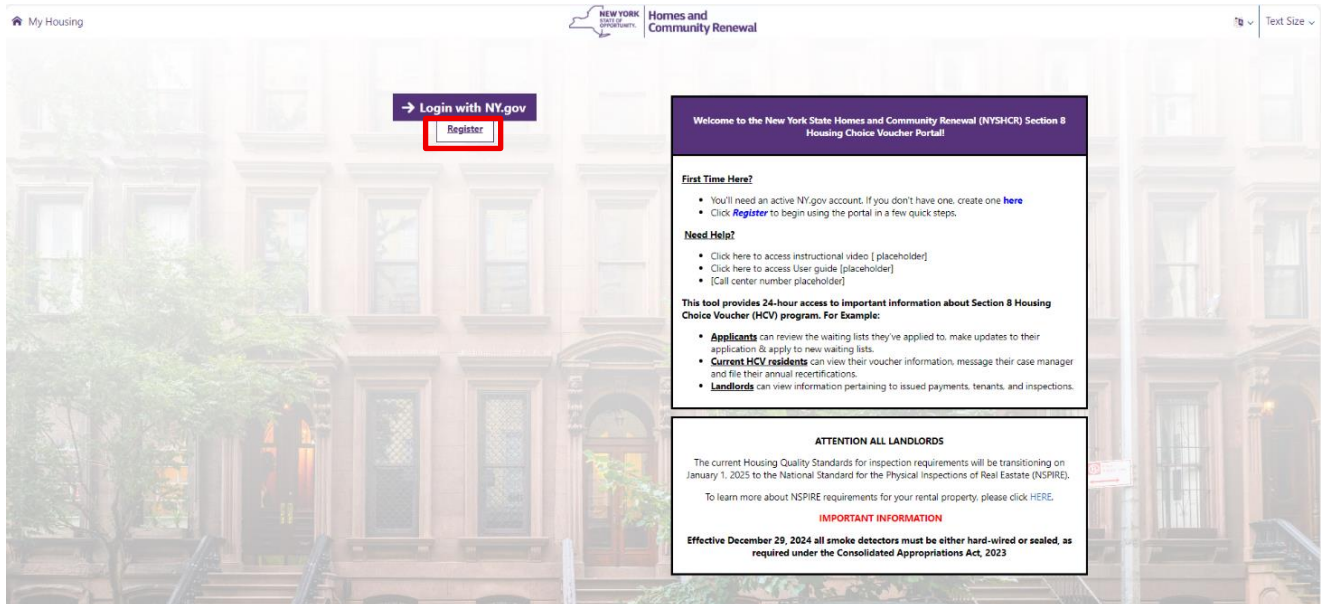 My Housing
NEW YORK
STATE OF
OPPORTUNITY.
Homes and
Community Renewal
Text Size
→ Login with NY.gov
Register
Welcome to the New York State Homes and Community Renewal (NYSHCR) Section 8
Housing Choice Voucher Portal!
First Time Here?
• You'll need an active NY.gov account. If you don't have one, create one here
• Click Register to begin using the portal in a few quick steps.
Need Help?
• Click here to access instructional video [ placeholder]
• Click here to access User guide [placeholder]
• [Call center number placeholder]
This tool provides 24-hour access to important information about Section 8 Housing
Choice Voucher (HCV) program. For Example:
• Applicants can review the waiting lists they've applied to, make updates to their
application & apply to new waiting lists.
• Current HCV residents can view their voucher information, message their case manager
and file their annual recertifications.
• Landlords can view information pertaining to issued payments, tenants, and inspections.
ATTENTION ALL LANDLORDS
The current Housing Quality Standards for inspection requirements will be transitioning on
January 1, 2025 to the National Standard for the Physical Inspections of Real Eastate (NSPIRE).
To learn more about NSPIRE requirements for your rental property, please click HERE.
IMPORTANT INFORMATION
Effective December 29, 2024 all smoke detectors must be either hard-wired or sealed, as
required under the Consolidated Appropriations Act, 2023